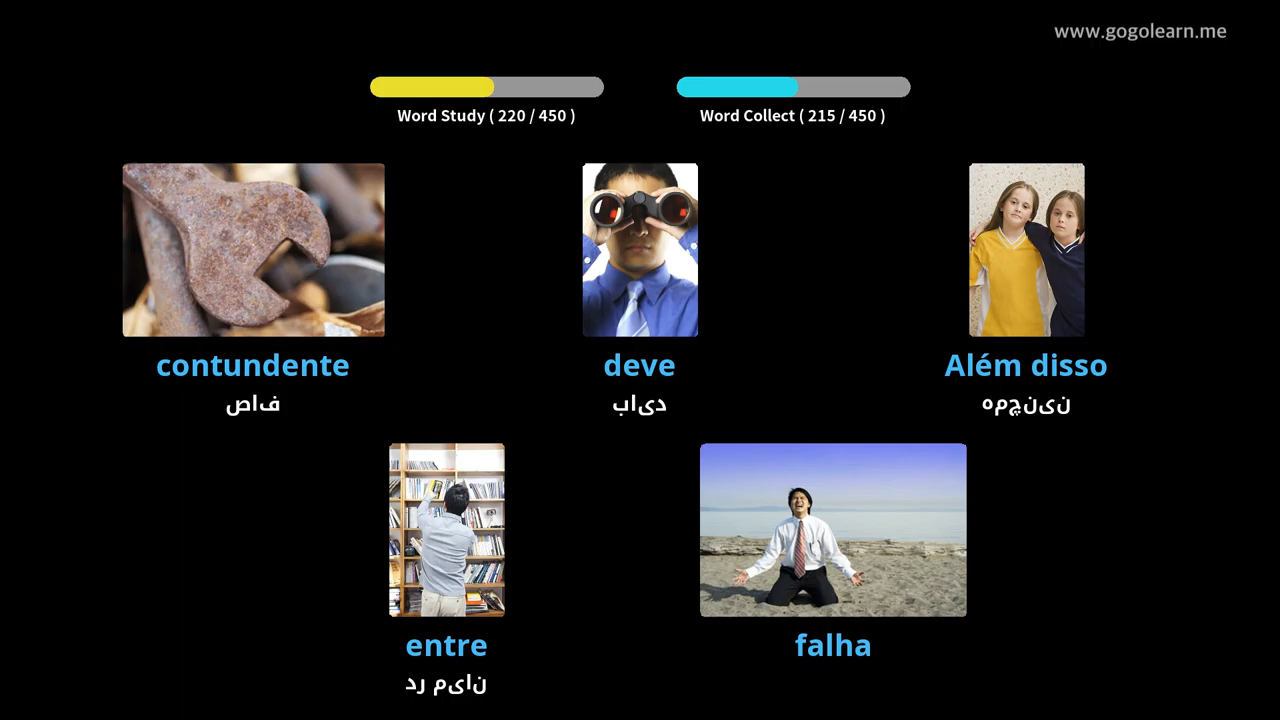 www.gogolearn.me
Word Study ( 220 / 450 )
Word Collect ( 215 / 450 )
contundente
صاف
deve
باید
Além disso
همچنین
entre
در میان
falha